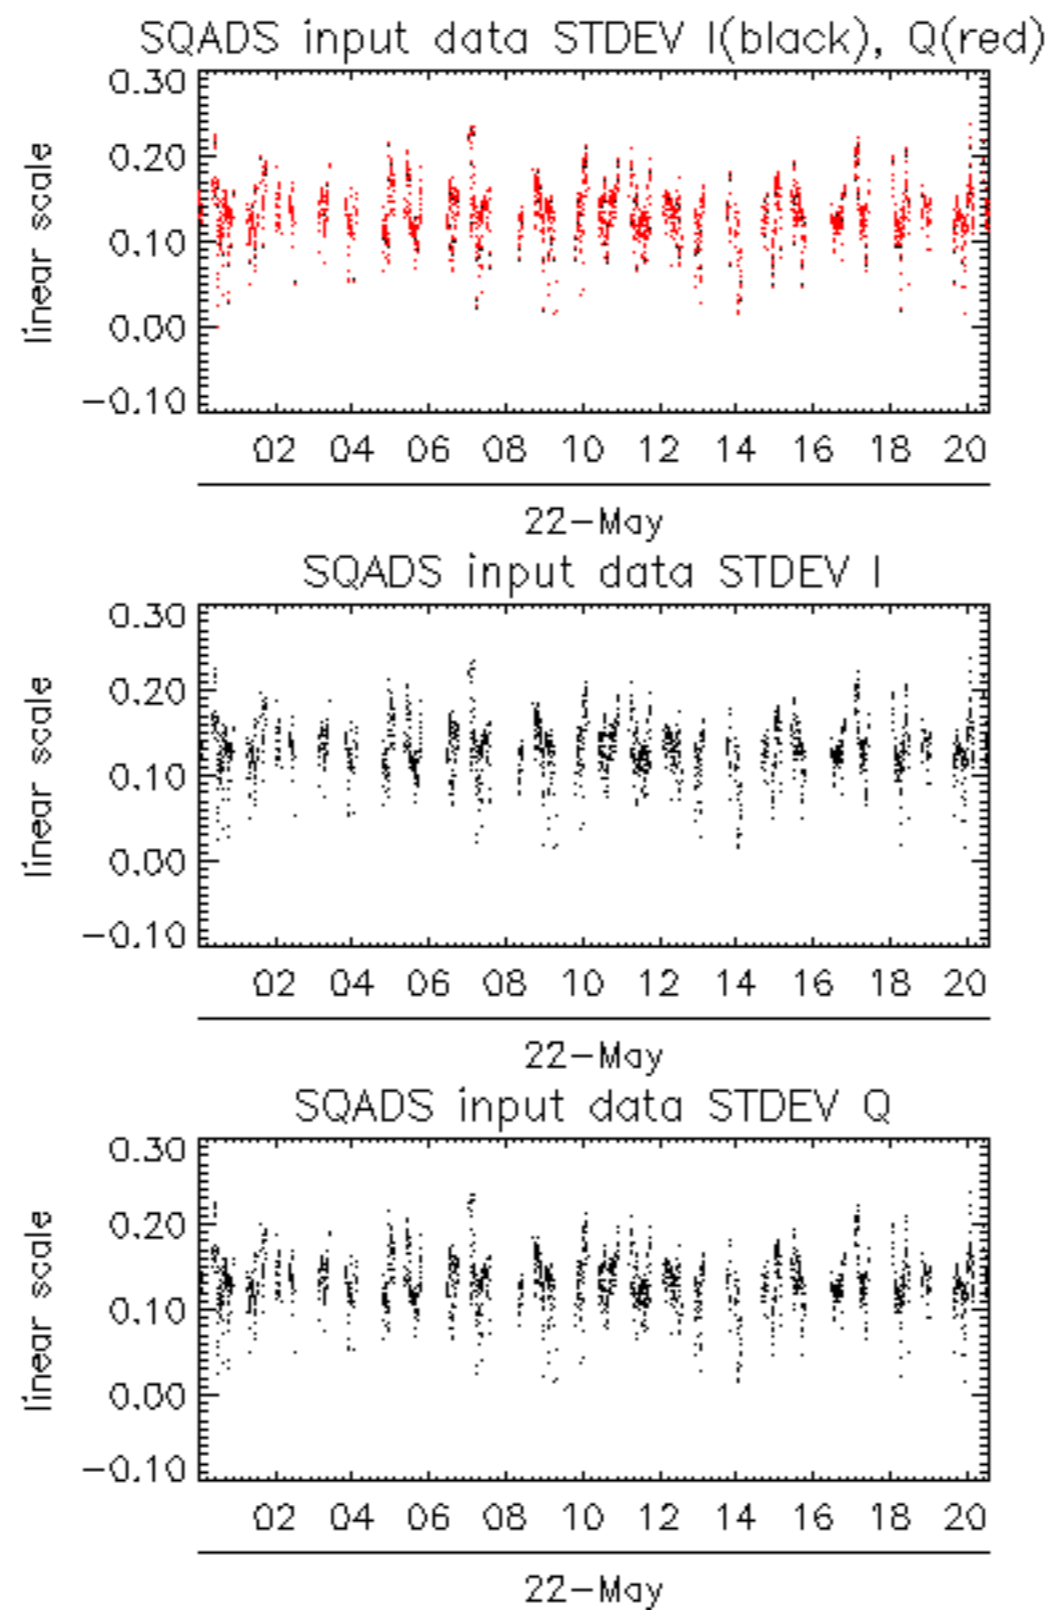 SQADS input data STDEV I(black), Q(red)
0.30
0.20
0.10
0.00
-0.10
linear scale
02 04 06 08 10 12 14 16 18 20
22-May
SQADS input data STDEV I
0.30
0.20
0.10
0.00
-0.10
linear scale
02 04 06 08 10 12 14 16 18 20
22-May
SQADS input data STDEV Q
0.30
0.20
0.10
0.00
-0.10
linear scale
02 04 06 08 10 12 14 16 18 20
22-May